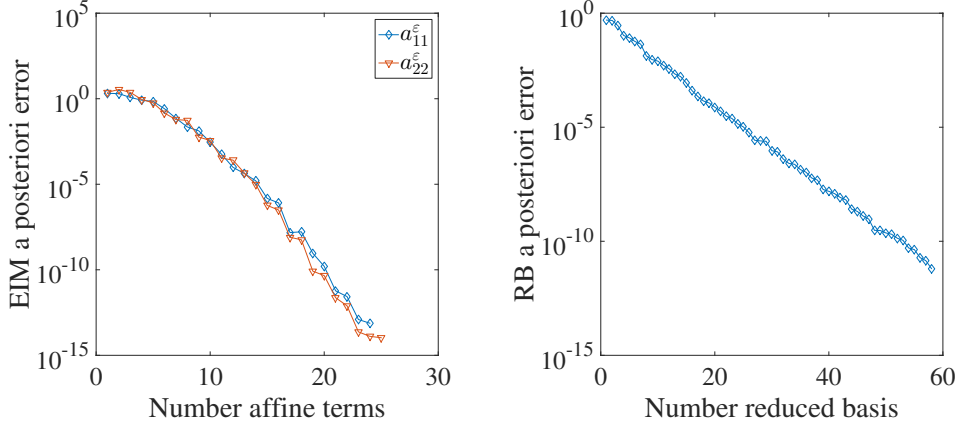 10^5
10^0
10^-5
10^-10
10^-15
EIM a posteriori error
0 10 20 30
Number affine terms
a_11^ε
a_22^ε
10^0
10^-5
10^-10
10^-15
RB a posteriori error
0 20 40 60
Number reduced basis